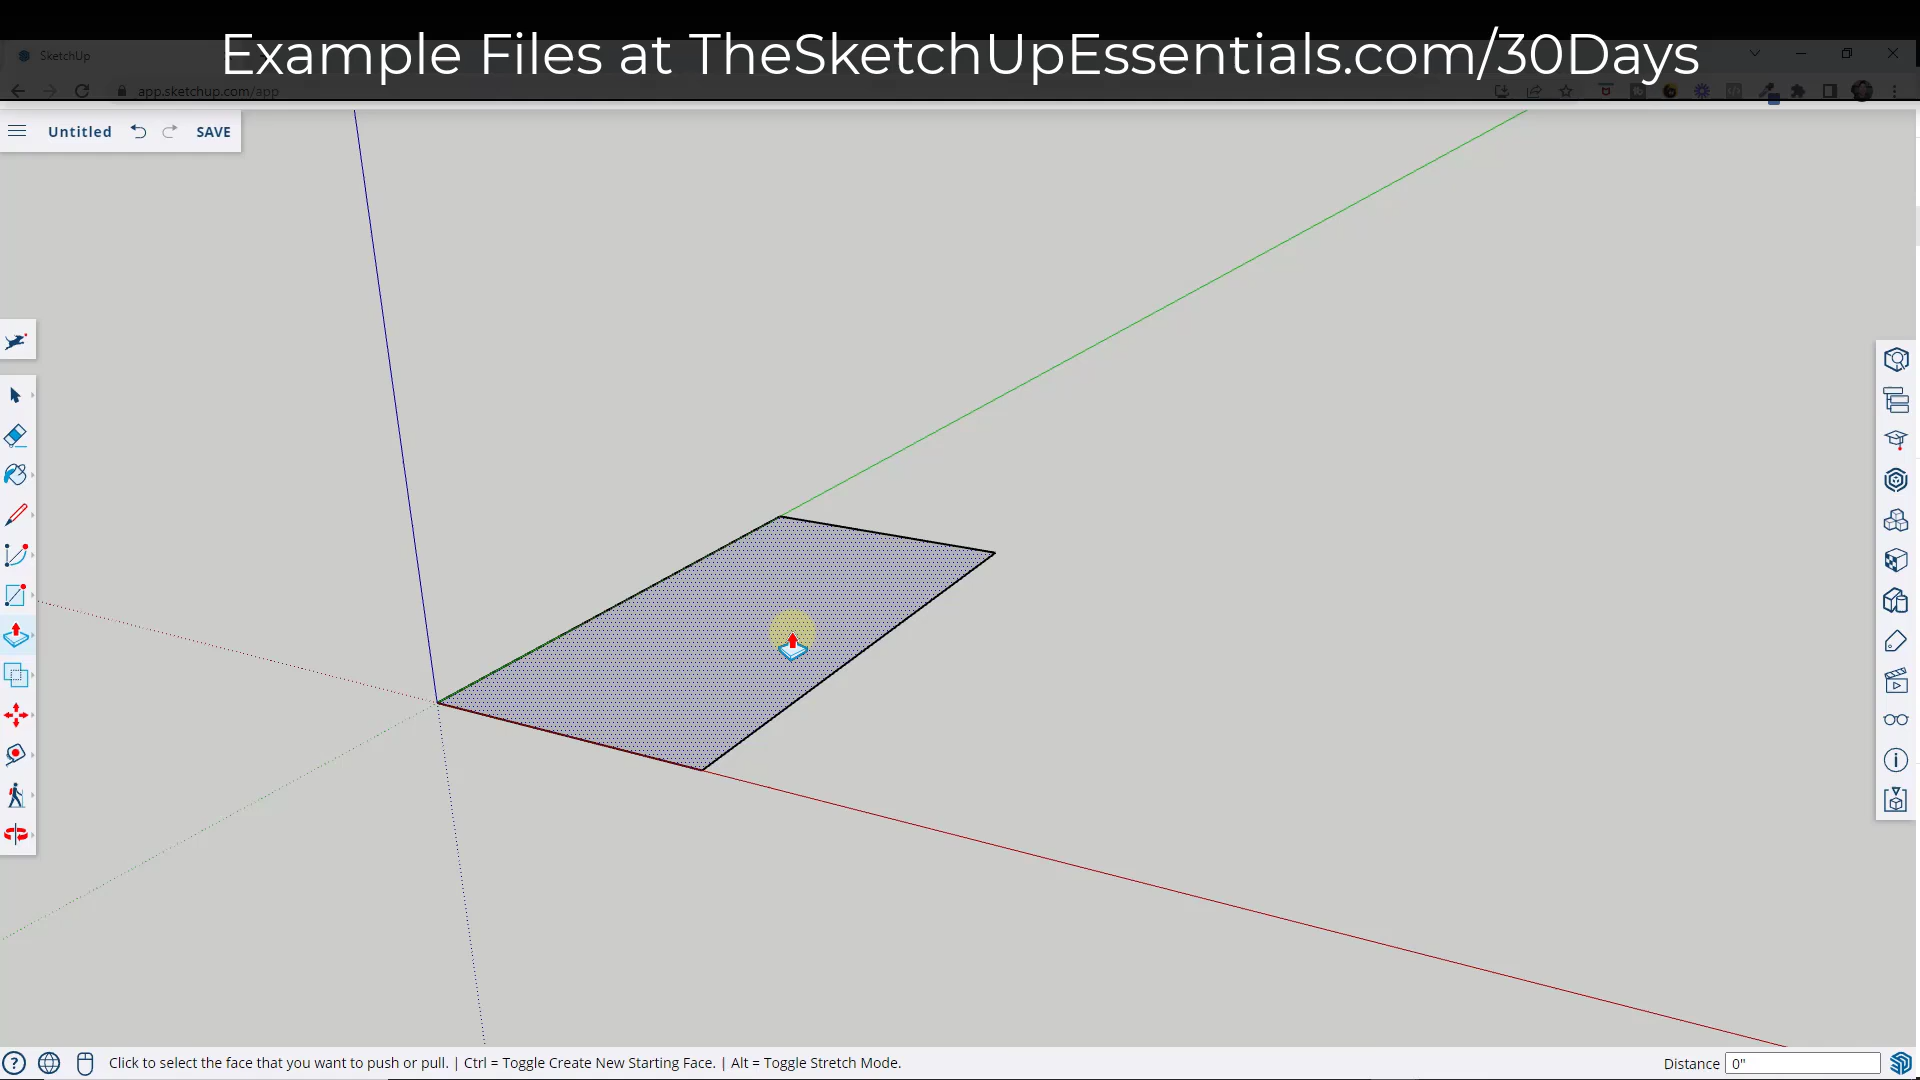 Example Files at TheSketchUpEssentials.com/30Days
SketchUp
app.sketchup.com/app
Untitled
SAVE
Click to select the face that you want to push or pull. | Ctrl = Toggle Create New Starting Face. | Alt = Toggle Stretch Mode.
Distance
0"